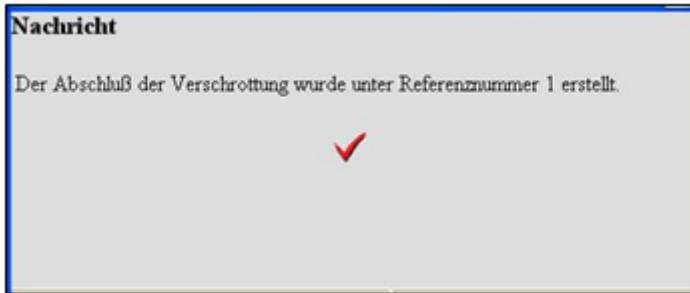 Nachricht
Der Abschluß der Verschrottung wurde unter Referenznummer 1 erstellt.